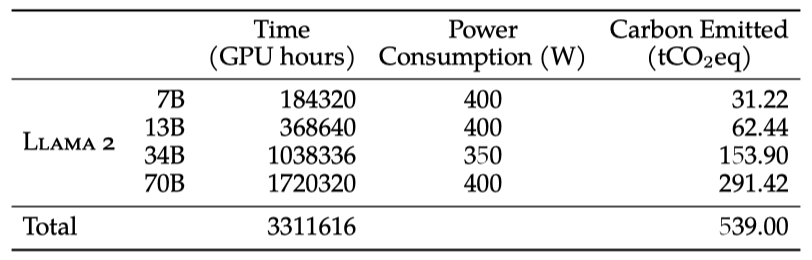 Time Power Carbon Emitted
(GPU hours) Consumption (W) (tCO₂eq)
7B 184320 400 31.22
13B 368640 400 62.44
LLAMA 2
34B 1038336 350 153.90
70B 1720320 400 291.42
Total 3311616 539.00